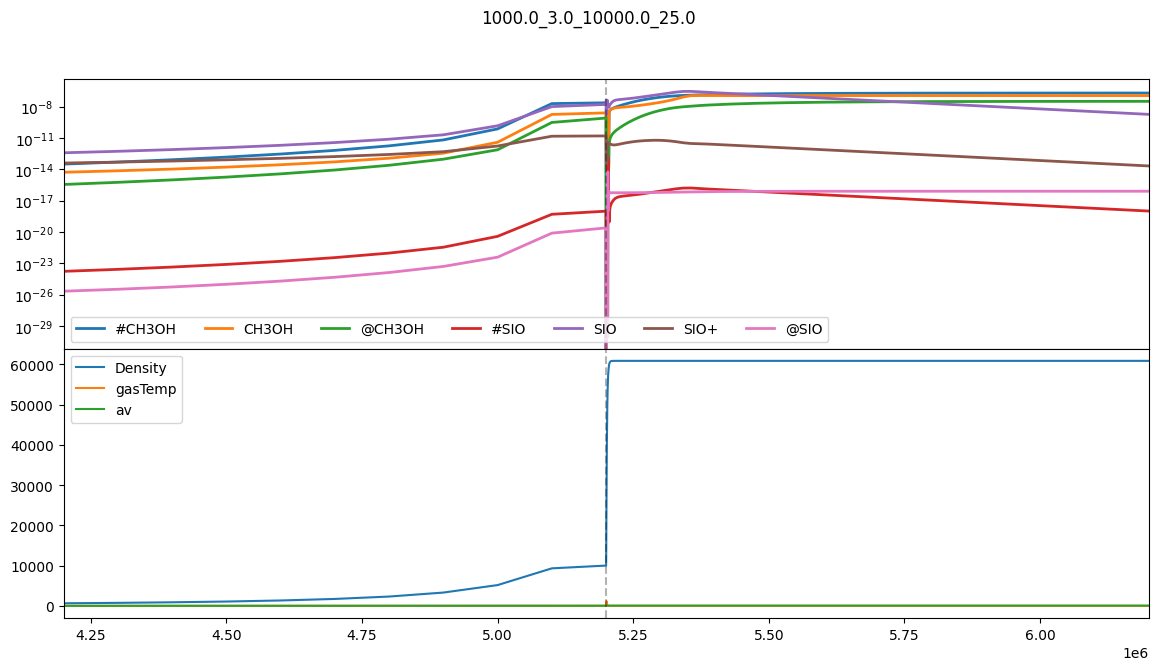 1000.0_3.0_10000.0_25.0
10⁻⁸
10⁻¹¹
10⁻¹⁴
10⁻¹⁷
10⁻²⁰
10⁻²³
10⁻²⁶
10⁻²⁹
#CH3OH CH3OH @CH3OH #SIO SIO SIO+ @SIO
Density
gasTemp
av
60000
50000
40000
30000
20000
10000
0
4.25 4.50 4.75 5.00 5.25 5.50 5.75 6.00
1e6